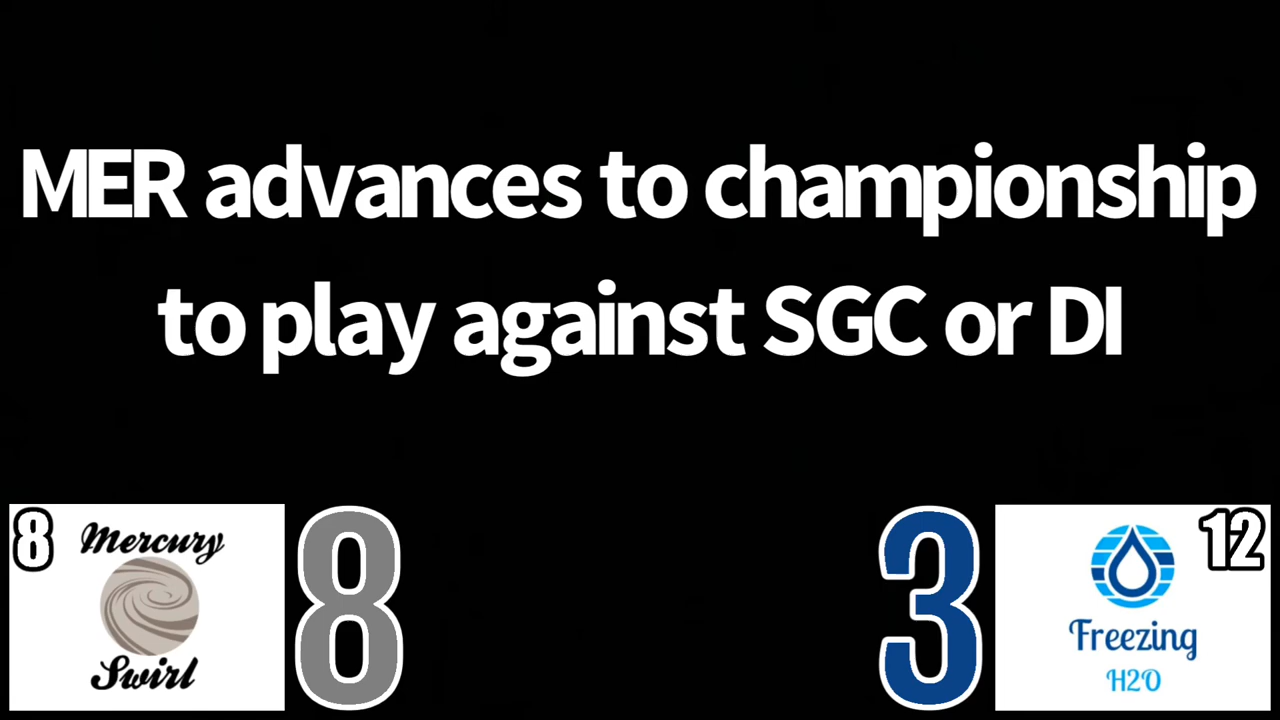 MER advances to championship
to play against SGC or DI
8
Mercury
Swirl
8
3
12
Freezing
H2O